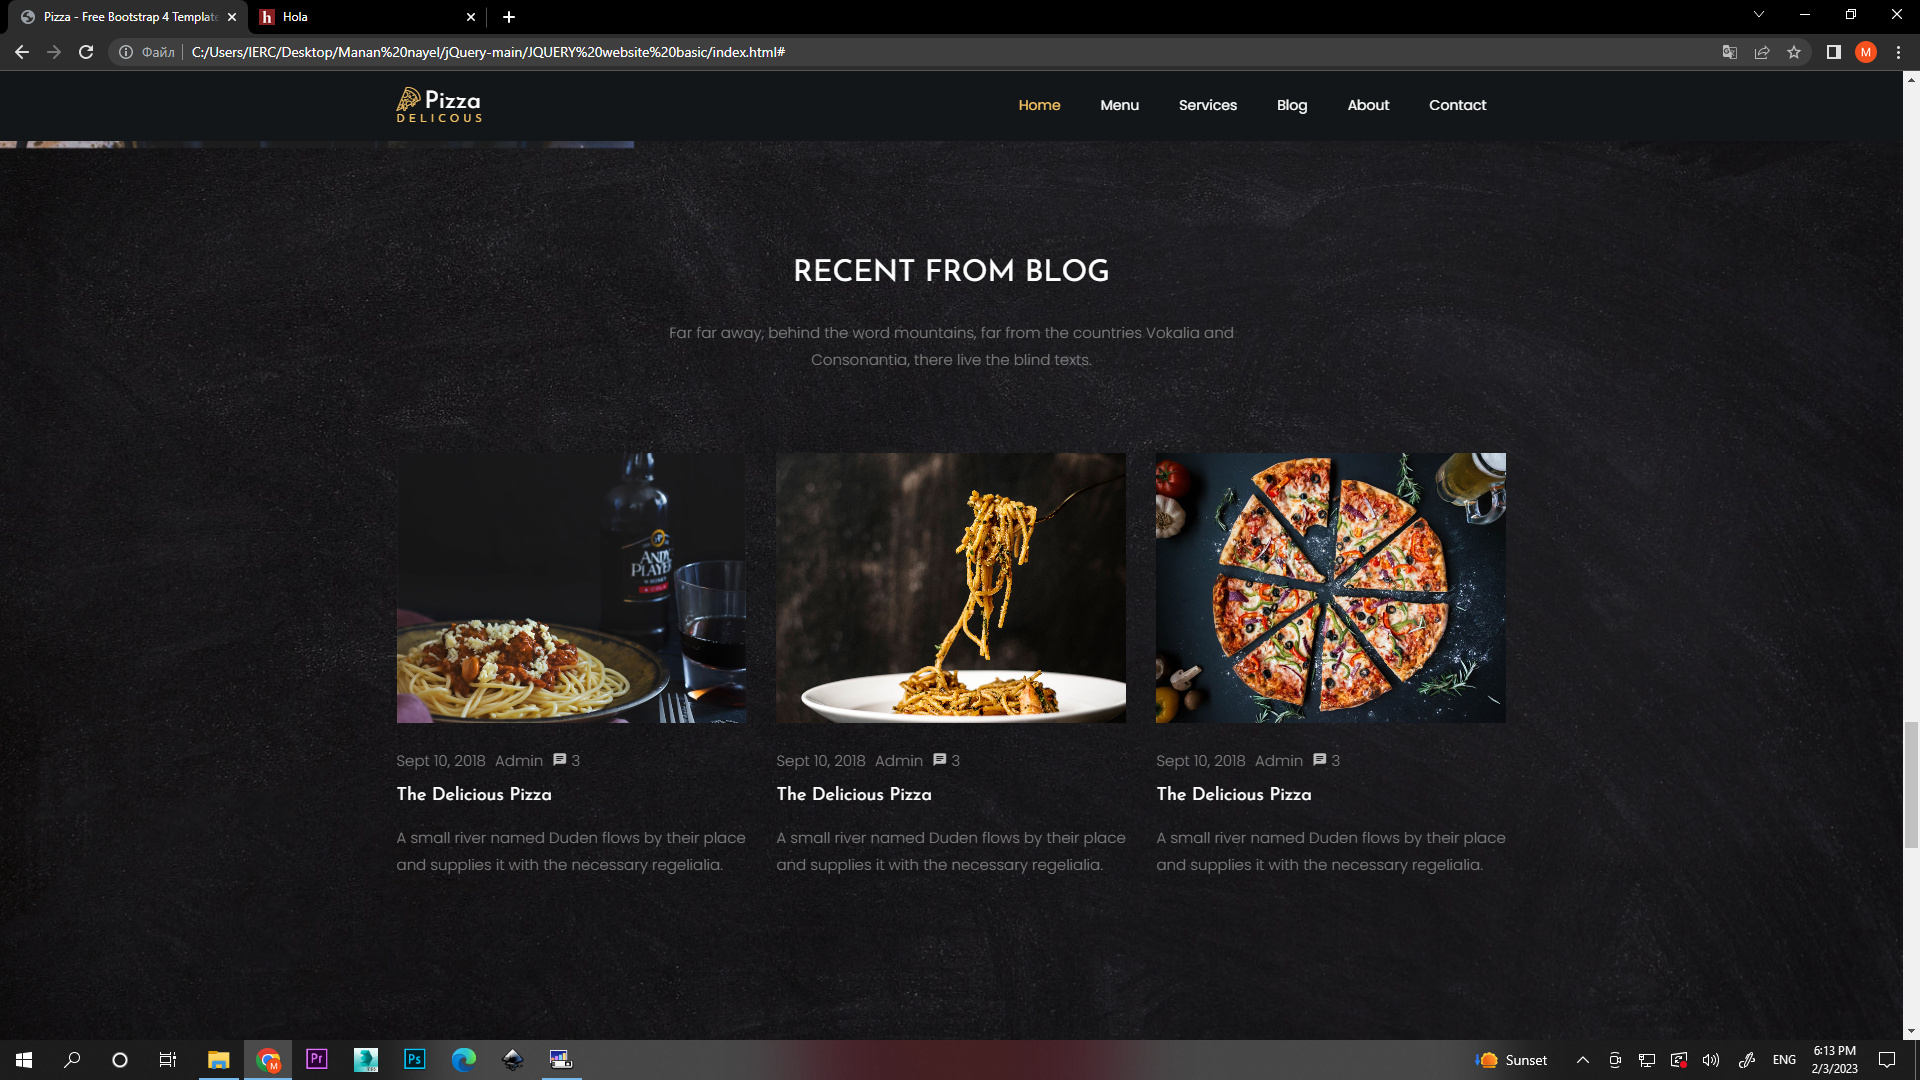 Pizza - Free Bootstrap 4 Template
h Hola
Файл C:/Users/IERC/Desktop/Manan%20nayel/jQuery-main/JQUERY%20website%20basic/index.html#
M
Pizza
DELICOUS
Home Menu Services Blog About Contact
RECENT FROM BLOG
Far far away, behind the word mountains, far from the countries Vokalia and
Consonantia, there live the blind texts.
ANDY
PLAYER
WHISKY
Sept 10, 2018 Admin 3
The Delicious Pizza
A small river named Duden flows by their place
and supplies it with the necessary regelialia.
Sept 10, 2018 Admin 3
The Delicious Pizza
A small river named Duden flows by their place
and supplies it with the necessary regelialia.
Sept 10, 2018 Admin 3
The Delicious Pizza
A small river named Duden flows by their place
and supplies it with the necessary regelialia.
M
Pr
Ps
Sunset
ENG
6:13 PM
2/3/2023